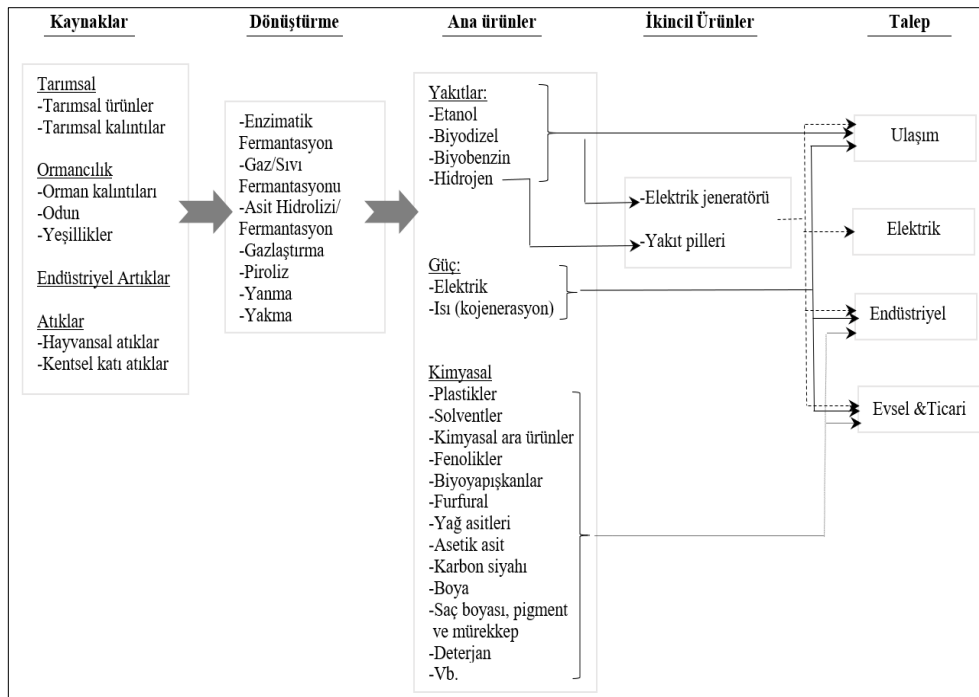 Kaynaklar
Dönüştürme
Ana ürünler
İkincil Ürünler
Talep
Tarımsal
-Tarımsal ürünler
-Tarımsal kalıntılar
Ormancılık
-Orman kalıntıları
-Odun
-Yeşillikler
Endüstriyel Artıklar
Atıklar
-Hayvansal atıklar
-Kentsel katı atıklar
-Enzimatik
Fermantasyon
-Gaz/Sıvı
Fermantasyonu
-Asit Hidrolizi/
Fermantasyon
-Gazlaştırma
-Piroliz
-Yanma
-Yakma
Yakıtlar:
-Etanol
-Biyodizel
-Biyobenzin
-Hidrojen
Güç:
-Elektrik
-Isı (kojenerasyon)
Kimyasal
-Plastikler
-Solventler
-Kimyasal ara ürünler
-Fenolikler
-Biyoyapışkanlar
-Furfural
-Yağ asitleri
-Asetik asit
-Karbon siyahı
-Boya
-Saç boyası, pigment
ve mürekkep
-Deterjan
-Vb.
-Elektrik jeneratörü
-Yakıt pilleri
Ulaşım
Elektrik
Endüstriyel
Evsel &Ticari